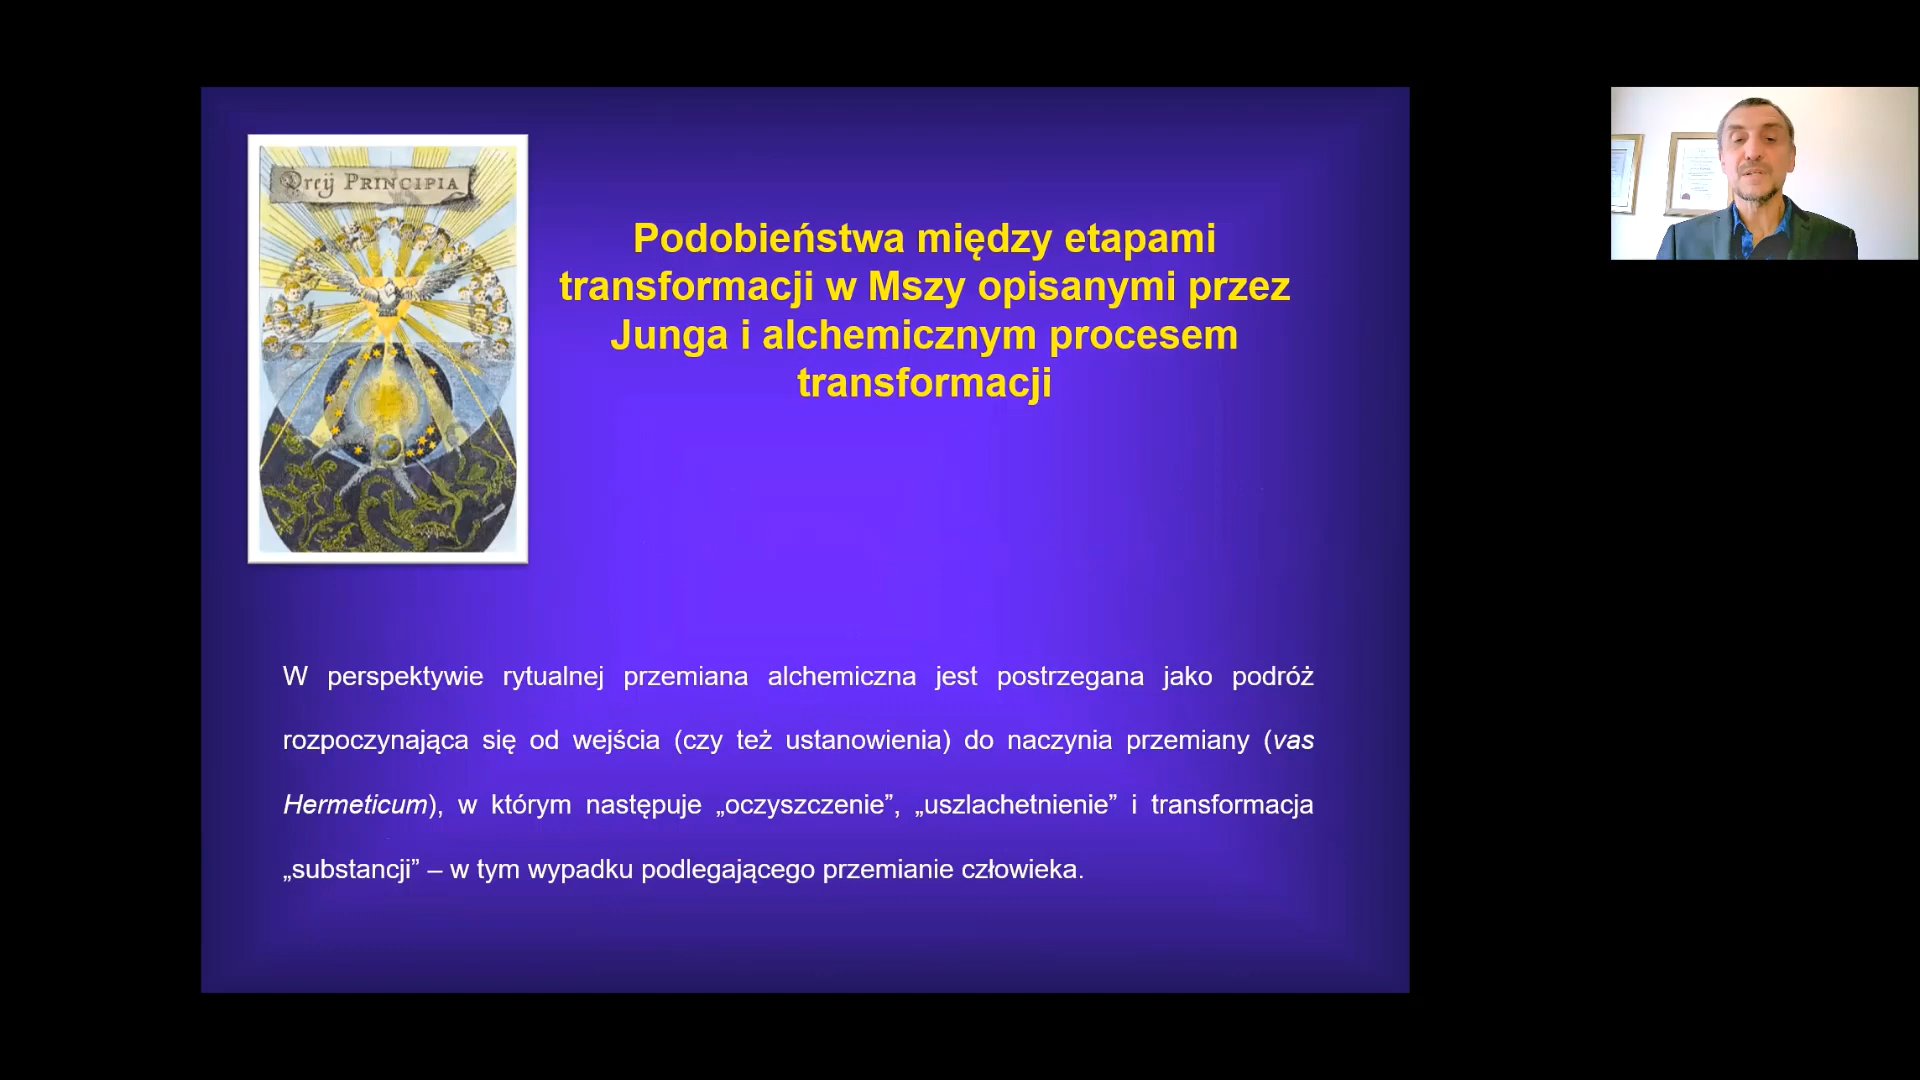 Dreÿ PRINCIPIA
Podobieństwa między etapami
transformacji w Mszy opisanymi przez
Junga i alchemicznym procesem
transformacji
W perspektywie rytualnej przemiana alchemiczna jest postrzegana jako podróż
rozpoczynająca się od wejścia (czy też ustanowienia) do naczynia przemiany (vas
Hermeticum), w którym następuje „oczyszczenie”, „uszlachetnienie” i transformacja
„substancji” – w tym wypadku podlegającego przemianie człowieka.